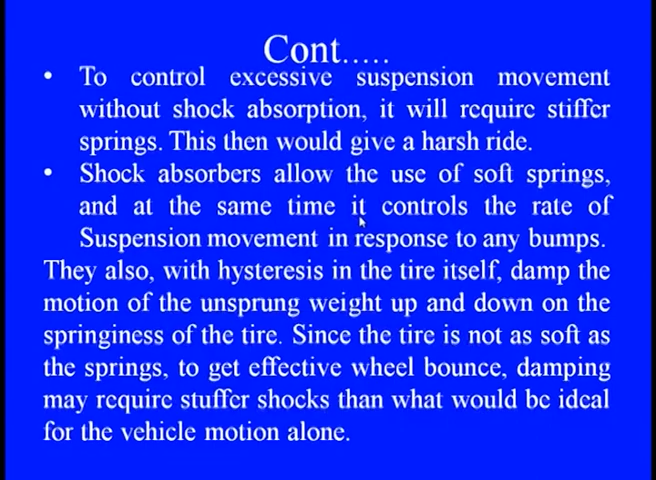 Cont.....
• To control excessive suspension movement
without shock absorption, it will require stiffer
springs. This then would give a harsh ride.
• Shock absorbers allow the use of soft springs,
and at the same time it controls the rate of
Suspension movement in response to any bumps.
They also, with hysteresis in the tire itself, damp the
motion of the unsprung weight up and down on the
springiness of the tire. Since the tire is not as soft as
the springs, to get effective wheel bounce, damping
may require stuffer shocks than what would be ideal
for the vehicle motion alone.